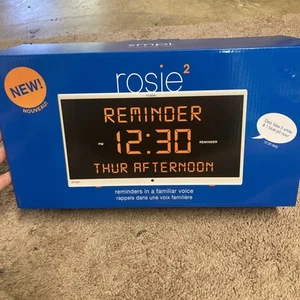 smpl
rosie²
NEW!
NOUVEAU!
REMINDER
PM 12:30 REMINDER
THUR AFTERNOON
reminders in a familiar voice
rappels dans une voix familière